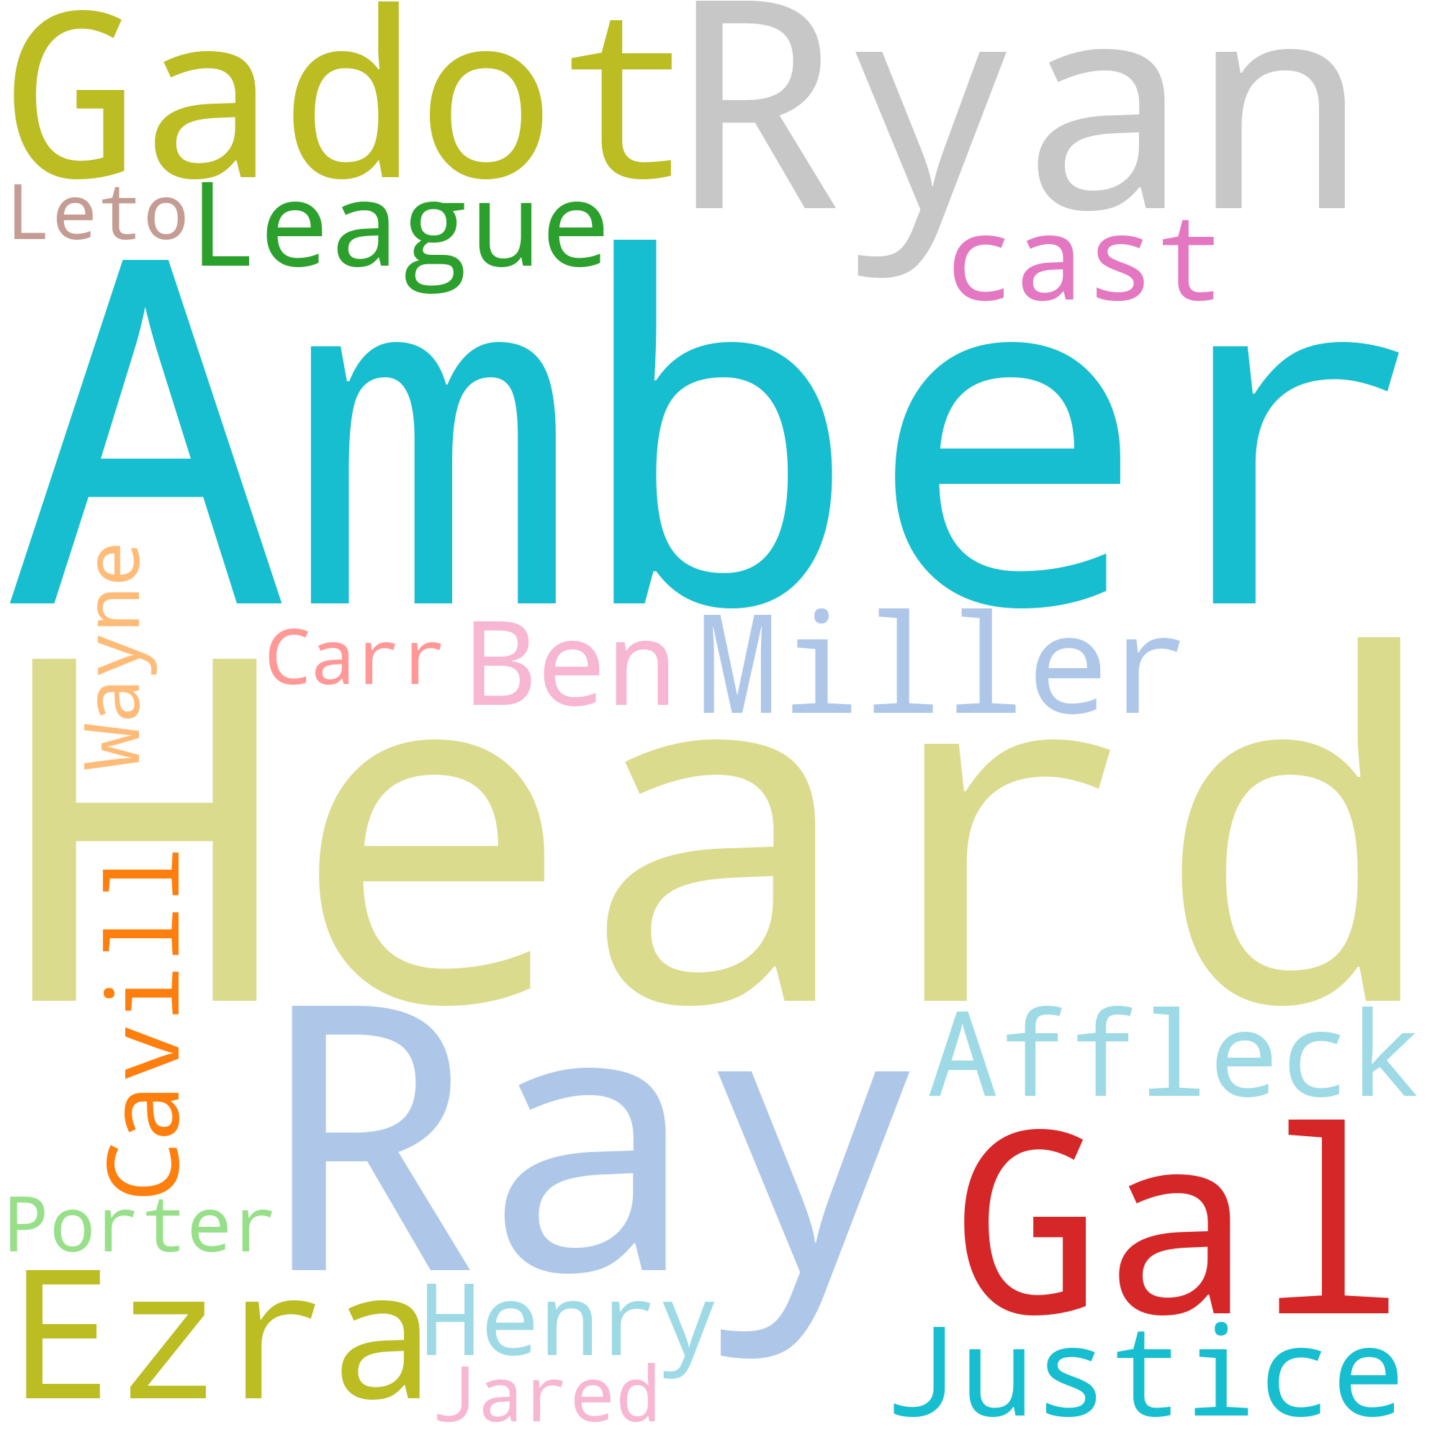 Gadot Ryan
Leto League cast
Amber
Wayne Carr Ben Miller
Heard
Cavill Ray Affleck
Porter Gal
Ezra Henry Justice
Jared